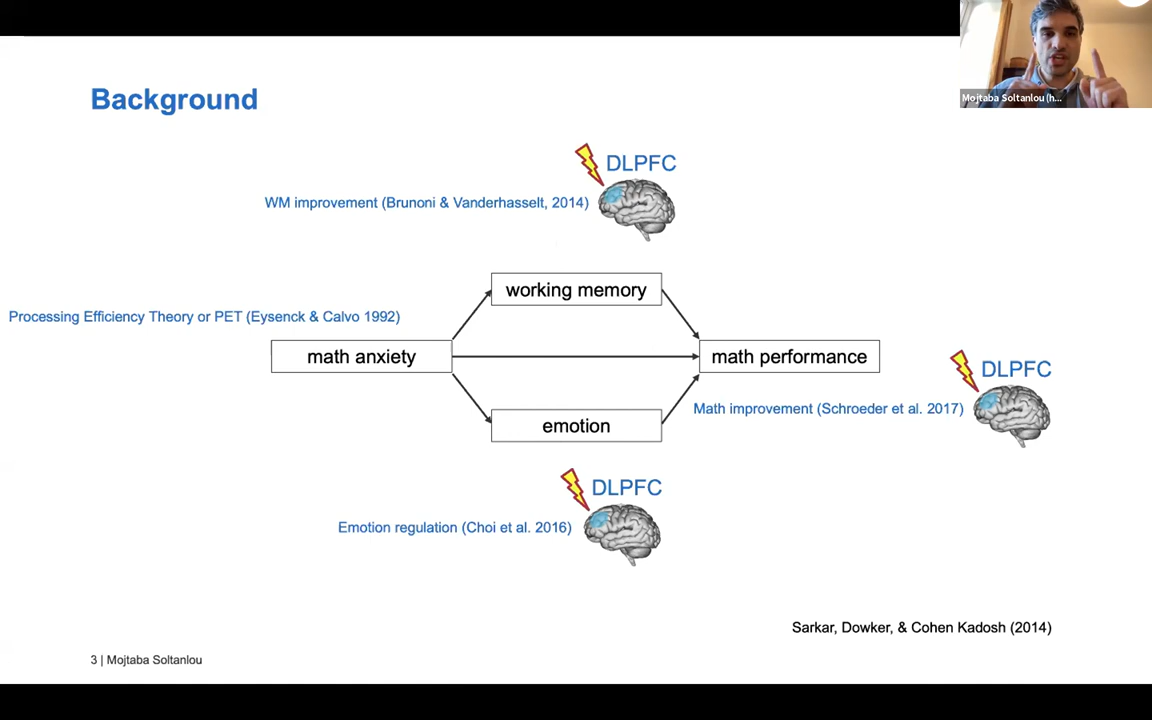 Mojtaba Soltanlou (h...
Background
DLPFC
WM improvement (Brunoni & Vanderhasselt, 2014)
working memory
Processing Efficiency Theory or PET (Eysenck & Calvo 1992)
math anxiety
math performance
DLPFC
Math improvement (Schroeder et al. 2017)
emotion
DLPFC
Emotion regulation (Choi et al. 2016)
Sarkar, Dowker, & Cohen Kadosh (2014)
3 | Mojtaba Soltanlou